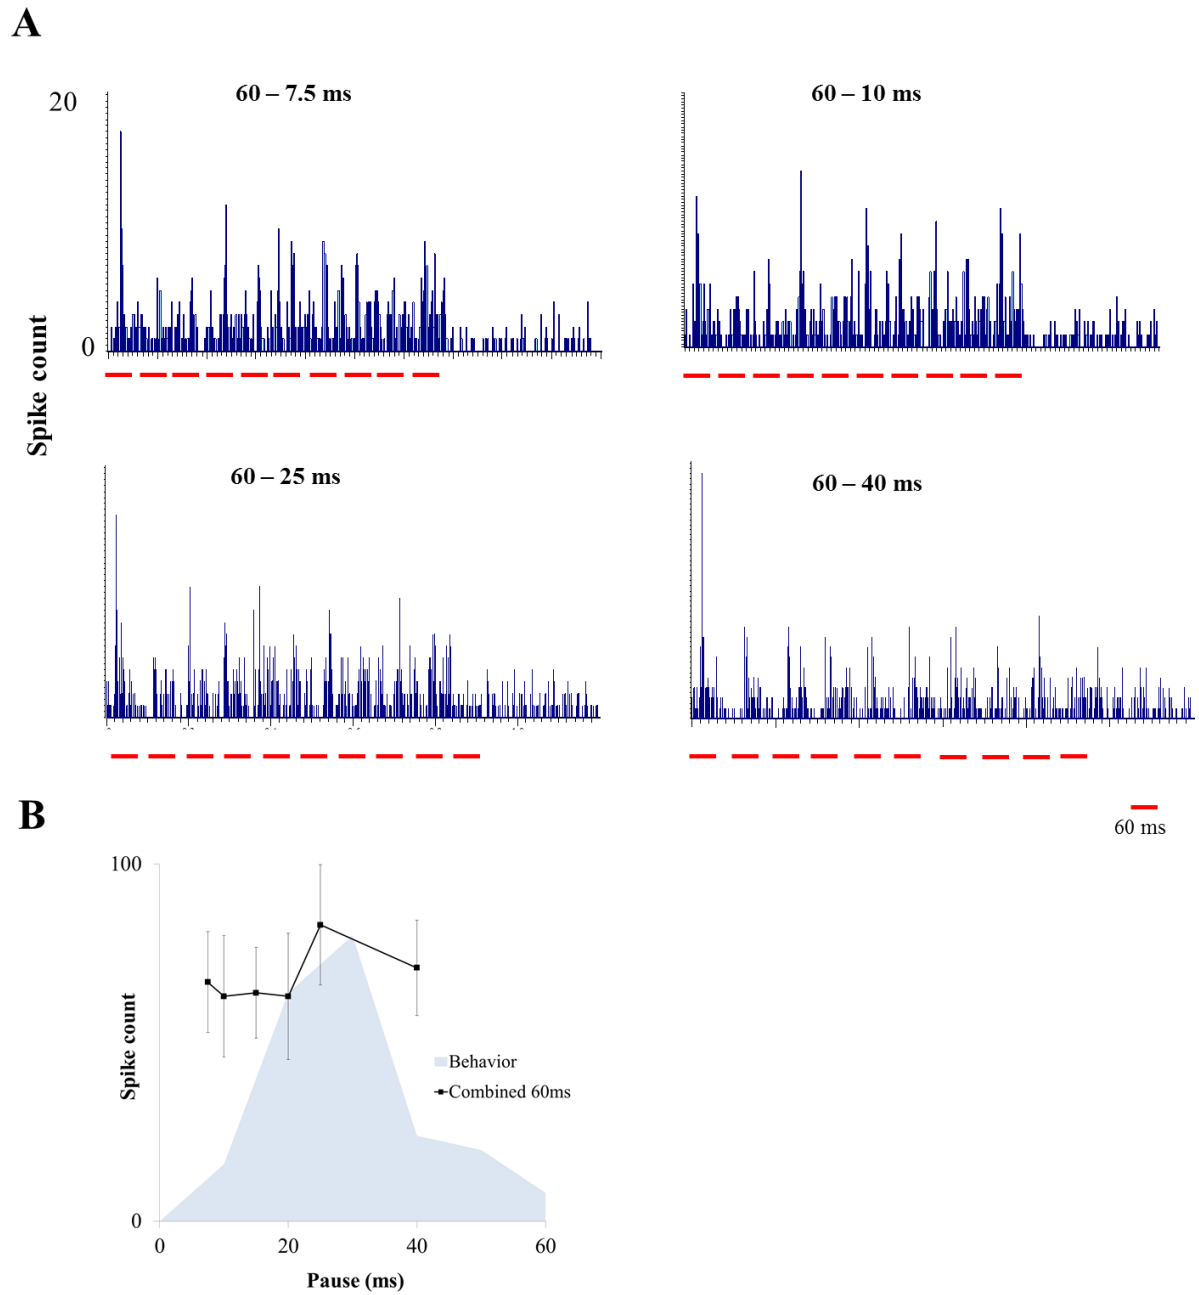 A
60 – 7.5 ms
60 – 10 ms
20
0
Spike count
60 – 25 ms
60 – 40 ms
60 ms
B
100
0
Spike count
Behavior
Combined 60ms
0
20
40
60
Pause (ms)